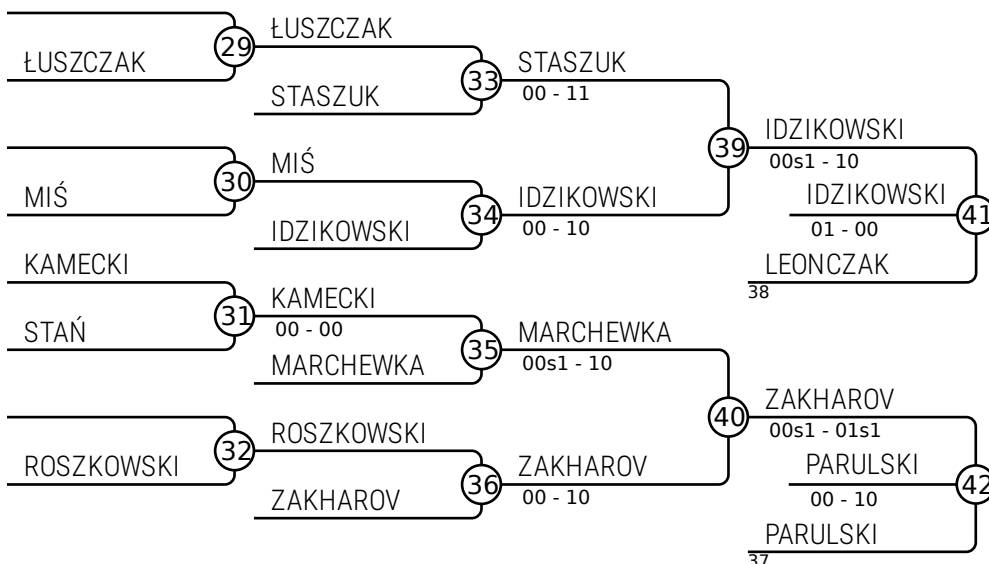 ŁUSZCZAK
29
ŁUSZCZAK
STASZUK
33
STASZUK
00 - 11
MIŚ
30
MIŚ
IDZIKOWSKI
34
IDZIKOWSKI
00 - 10
39
IDZIKOWSKI
00s1 - 10
IDZIKOWSKI
01 - 00
41
LEONCZAK
38
KAMECKI
STAŃ
31
KAMECKI
00 - 00
MARCHEWKA
35
MARCHEWKA
00s1 - 10
ROSZKOWSKI
32
ROSZKOWSKI
ZAKHAROV
36
ZAKHAROV
00 - 10
40
ZAKHAROV
00s1 - 01s1
PARULSKI
00 - 10
42
PARULSKI
37